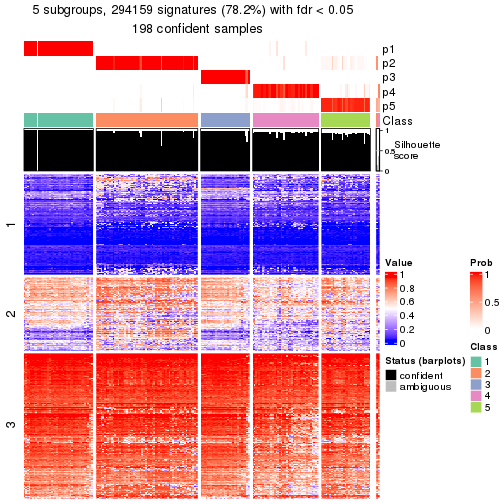 5 subgroups, 294159 signatures (78.2%) with fdr < 0.05
198 confident samples
p1
p2
p3
p4
p5
Class
1
0.5
0
Silhouette
score
1
2
3
Value
1
0.8
0.6
0.4
0.2
0
Prob
1
0.5
0
Status (barplots)
confident
ambiguous
Class
1
2
3
4
5